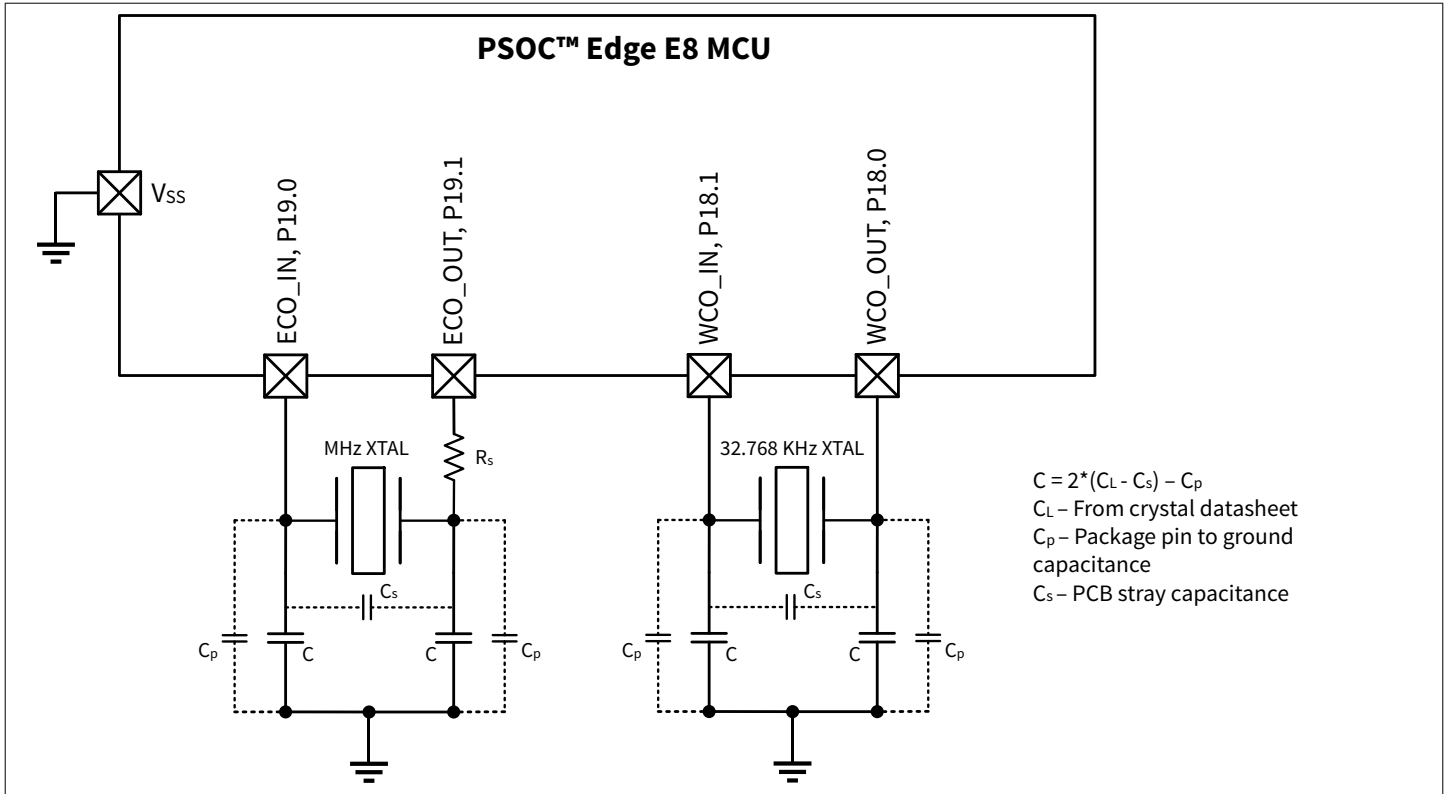 PSOC™ Edge E8 MCU
VSS
ECO_IN, P19.0
ECO_OUT, P19.1
WCO_IN, P18.1
WCO_OUT, P18.0
MHz XTAL
Rs
32.768 KHz XTAL
Cs
Cs
Cp
C
C
Cp
Cp
C
C
Cp
C = 2*(CL - Cs) – Cp
CL – From crystal datasheet
Cp – Package pin to ground
capacitance
Cs – PCB stray capacitance